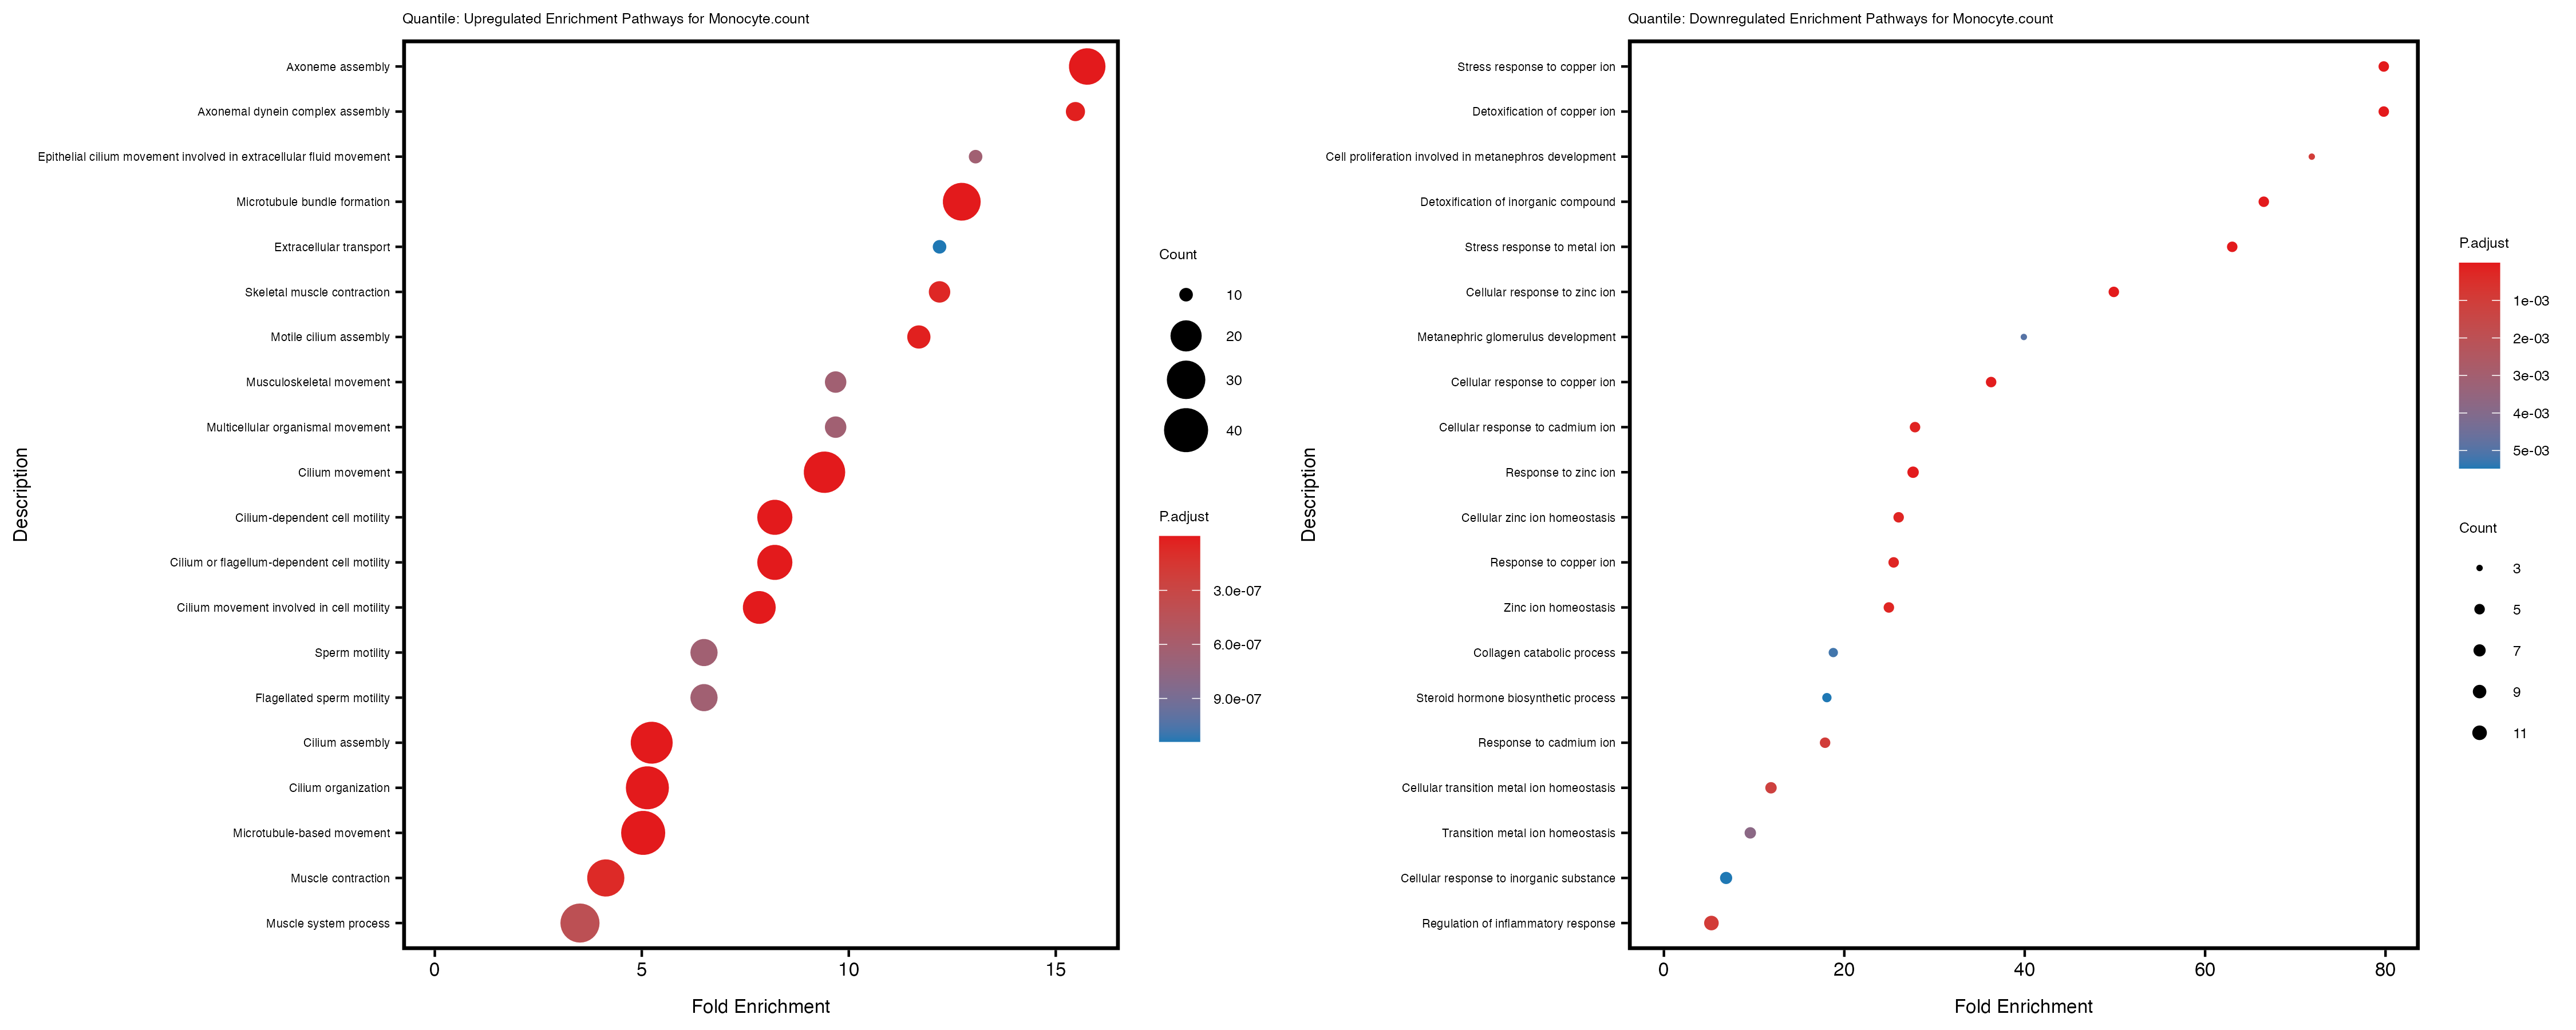 Quantile: Upregulated Enrichment Pathways for Monocyte.count
Description
Axoneme assembly
Axonemal dynein complex assembly
Epithelial cilium movement involved in extracellular fluid movement
Microtubule bundle formation
Extracellular transport
Skeletal muscle contraction
Motile cilium assembly
Musculoskeletal movement
Multicellular organismal movement
Cilium movement
Cilium-dependent cell motility
Cilium or flagellum-dependent cell motility
Cilium movement involved in cell motility
Sperm motility
Flagellated sperm motility
Cilium assembly
Cilium organization
Microtubule-based movement
Muscle contraction
Muscle system process
0 5 10 15
Fold Enrichment
Count
10
20
30
40
P.adjust
3.0e-07
6.0e-07
9.0e-07
Quantile: Downregulated Enrichment Pathways for Monocyte.count
Description
Stress response to copper ion
Detoxification of copper ion
Cell proliferation involved in metanephros development
Detoxification of inorganic compound
Stress response to metal ion
Cellular response to zinc ion
Metanephric glomerulus development
Cellular response to copper ion
Cellular response to cadmium ion
Response to zinc ion
Cellular zinc ion homeostasis
Response to copper ion
Zinc ion homeostasis
Collagen catabolic process
Steroid hormone biosynthetic process
Response to cadmium ion
Cellular transition metal ion homeostasis
Transition metal ion homeostasis
Cellular response to inorganic substance
Regulation of inflammatory response
0 20 40 60 80
Fold Enrichment
P.adjust
1e-03
2e-03
3e-03
4e-03
5e-03
Count
3
5
7
9
11